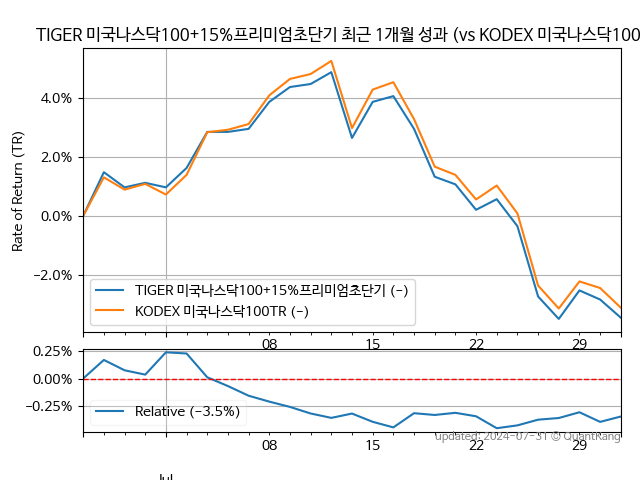 TIGER 미국나스닥100+15%프리미엄초단기 최근 1개월 성과 (vs KODEX 미국나스닥100
Rate of Return (TR)
4.0%
2.0%
0.0%
−2.0%
TIGER 미국나스닥100+15%프리미엄초단기 (-)
KODEX 미국나스닥100TR (-)
08 15 22 29
0.25%
0.00%
−0.25%
Relative (-3.5%)
updated: 2024-07-31 © QuantRang
08 15 22 29
Jul